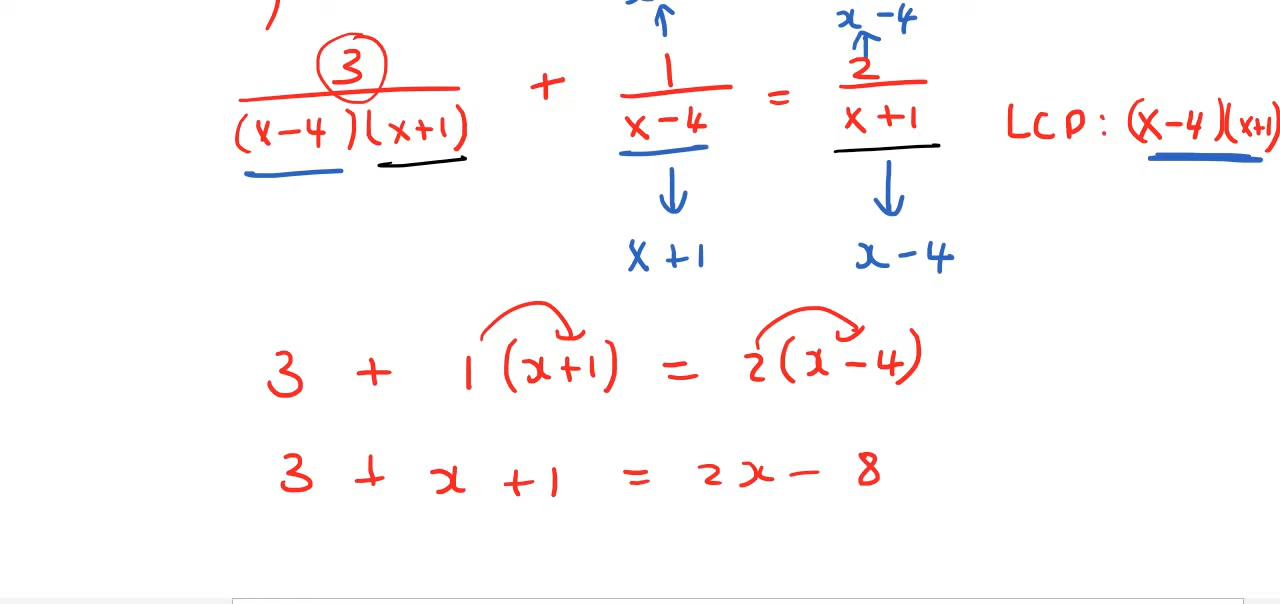 x - 4
3 / (x - 4)(x + 1) + 1 / x - 4 = 2 / x + 1 LCD : (x - 4)(x + 1)
x + 1 x - 4
3 + 1 (x + 1) = 2 (x - 4)
3 + x + 1 = 2x - 8